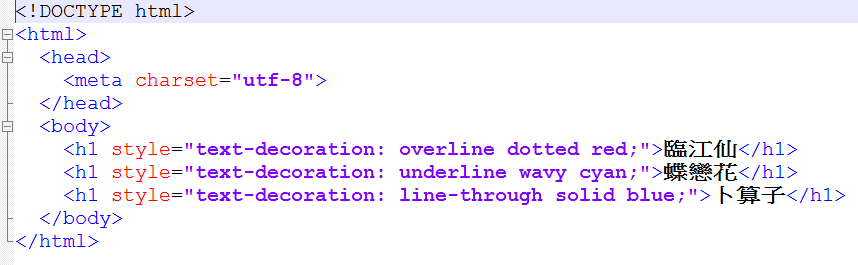 <!DOCTYPE html>
<html>
  <head>
    <meta charset="utf-8">
  </head>
  <body>
    <h1 style="text-decoration: overline dotted red;">臨江仙</h1>
    <h1 style="text-decoration: underline wavy cyan;">蝶戀花</h1>
    <h1 style="text-decoration: line-through solid blue;">卜算子</h1>
  </body>
</html>